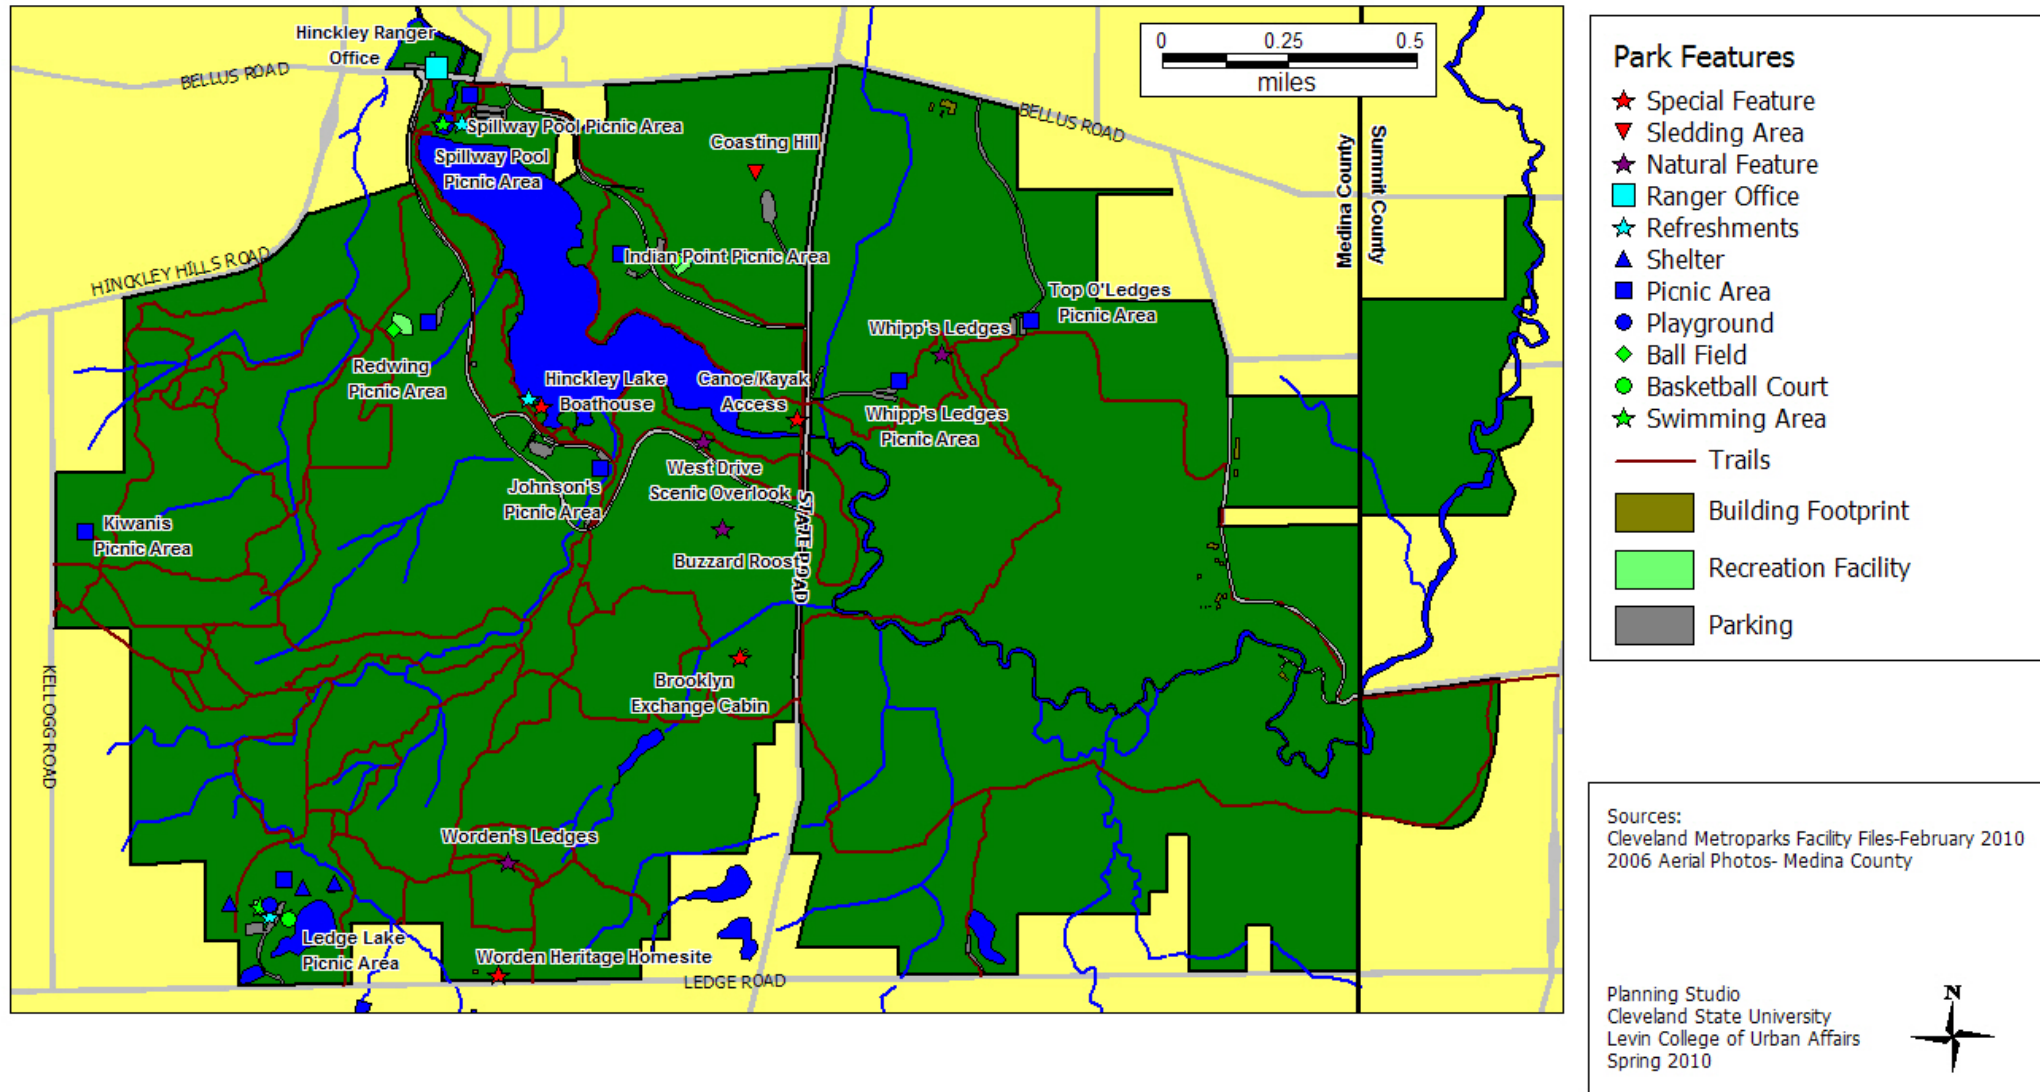 Hinckley Ranger
Office
BELLUS ROAD
0 0.25 0.5
miles
BELLUS ROAD
Spillway Pool Picnic Area
Spillway Pool
Picnic Area
Coasting Hill
Medina County
Summit County
HINCKLEY HILLS ROAD
Indian Point Picnic Area
Top O'Ledges
Picnic Area
Whipp's Ledges
Redwing
Picnic Area
Hinckley Lake
Boathouse
Canoe/Kayak
Access
Whipp's Ledges
Picnic Area
West Drive
Scenic Overlook
Johnson's
Picnic Area
STATE ROAD
Kiwanis
Picnic Area
Buzzard Roost
Brooklyn
Exchange Cabin
KELLOGG ROAD
Worden's Ledges
Ledge Lake
Picnic Area
Worden Heritage Homesite
LEDGE ROAD
Park Features
Special Feature
Sledding Area
Natural Feature
Ranger Office
Refreshments
Shelter
Picnic Area
Playground
Ball Field
Basketball Court
Swimming Area
Trails
Building Footprint
Recreation Facility
Parking
Sources:
Cleveland Metroparks Facility Files-February 2010
2006 Aerial Photos- Medina County
Planning Studio
Cleveland State University
Levin College of Urban Affairs
Spring 2010
N